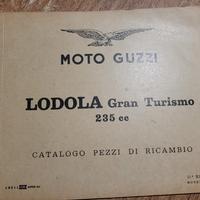 MOTO GUZZI
LODOLA Gran Turismo
235 cc
CATALOGO PEZZI DI RICAMBIO